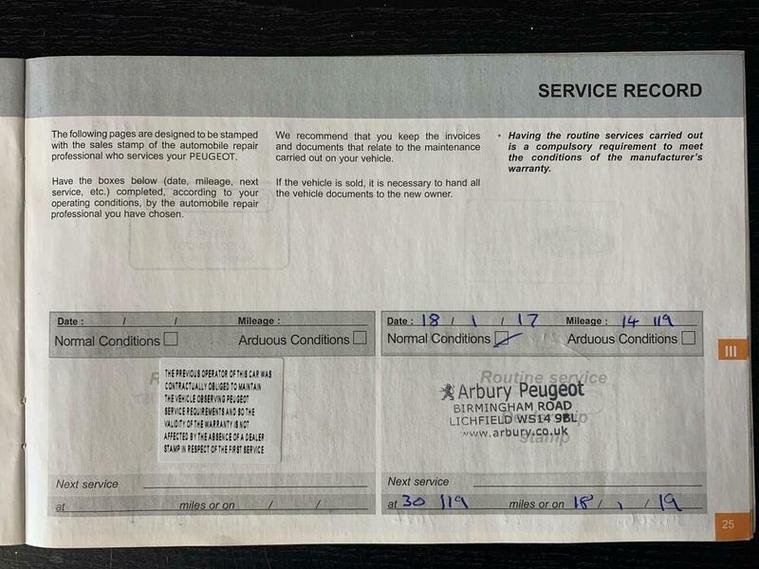 SERVICE RECORD
The following pages are designed to be stamped
with the sales stamp of the automobile repair
professional who services your PEUGEOT.
Have the boxes below (date, mileage, next
service, etc.) completed, according to your
operating conditions, by the automobile repair
professional you have chosen.
We recommend that you keep the invoices
and documents that relate to the maintenance
carried out on your vehicle.
If the vehicle is sold, it is necessary to hand all
the vehicle documents to the new owner.
• Having the routine services carried out
is a compulsory requirement to meet
the conditions of the manufacturer's
warranty.
Date : / / Mileage :
Normal Conditions Arduous Conditions
THE PREVIOUS OPERATOR OF THIS CAR WAS
CONTRACTUALLY OBLIGED TO MAINTAIN
THE VEHICLE OBSERVING PEUGEOT
SERVICE REQUIREMENTS AND SO THE
VALIDITY OF THE WARRANTY IS NOT
AFFECTED BY THE ABSENCE OF A DEALER
STAMP IN RESPECT OF THE FIRST SERVICE
Next service
at miles or on / /
Date : 18 / 1 / 17 Mileage : 14 119
Normal Conditions Arduous Conditions
Routine service
Arbury Peugeot
BIRMINGHAM ROAD
LICHFIELD WS14 9BL
www.arbury.co.uk
stamp
Next service
at 30 119 miles or on 18 / 1 / 19
III
25